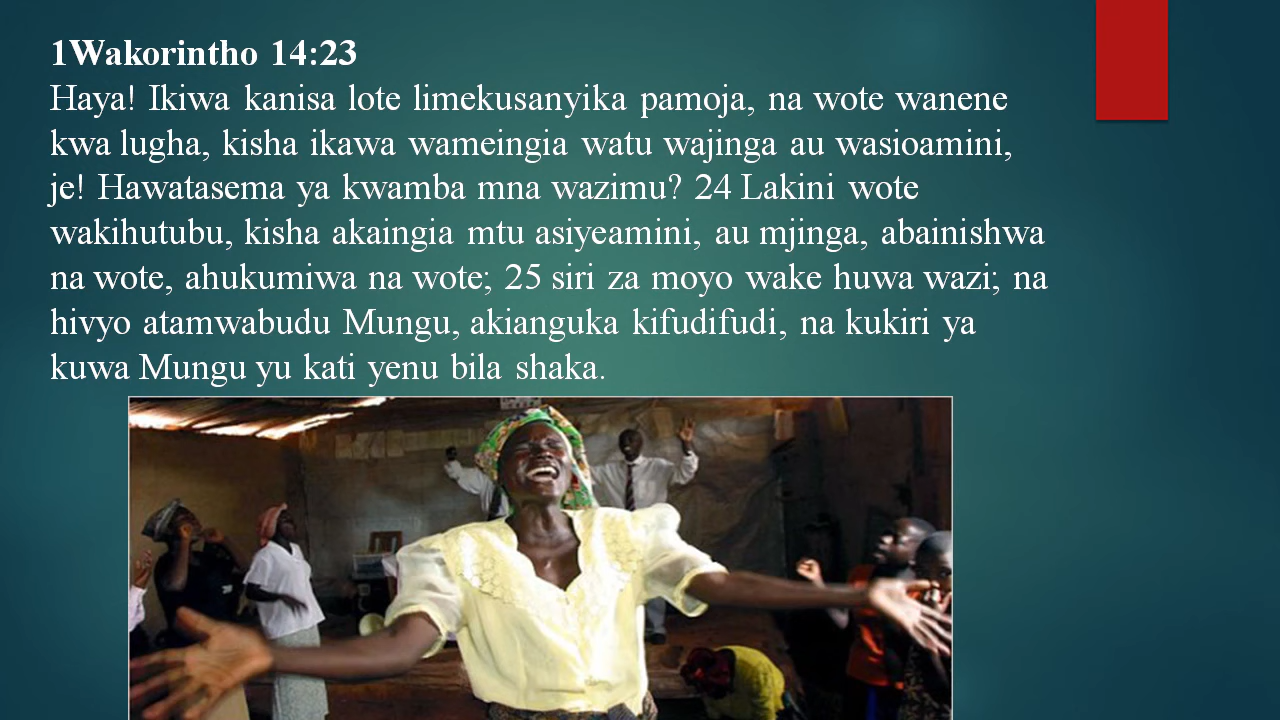 1Wakorintho 14:23
Haya! Ikiwa kanisa lote limekusanyika pamoja, na wote wanene
kwa lugha, kisha ikawa wameingia watu wajinga au wasioamini,
je! Hawatasema ya kwamba mna wazimu? 24 Lakini wote
wakihutubu, kisha akaingia mtu asiyeamini, au mjinga, abainishwa
na wote, ahukumiwa na wote; 25 siri za moyo wake huwa wazi; na
hivyo atamwabudu Mungu, akianguka kifudifudi, na kukiri ya
kuwa Mungu yu kati yenu bila shaka.